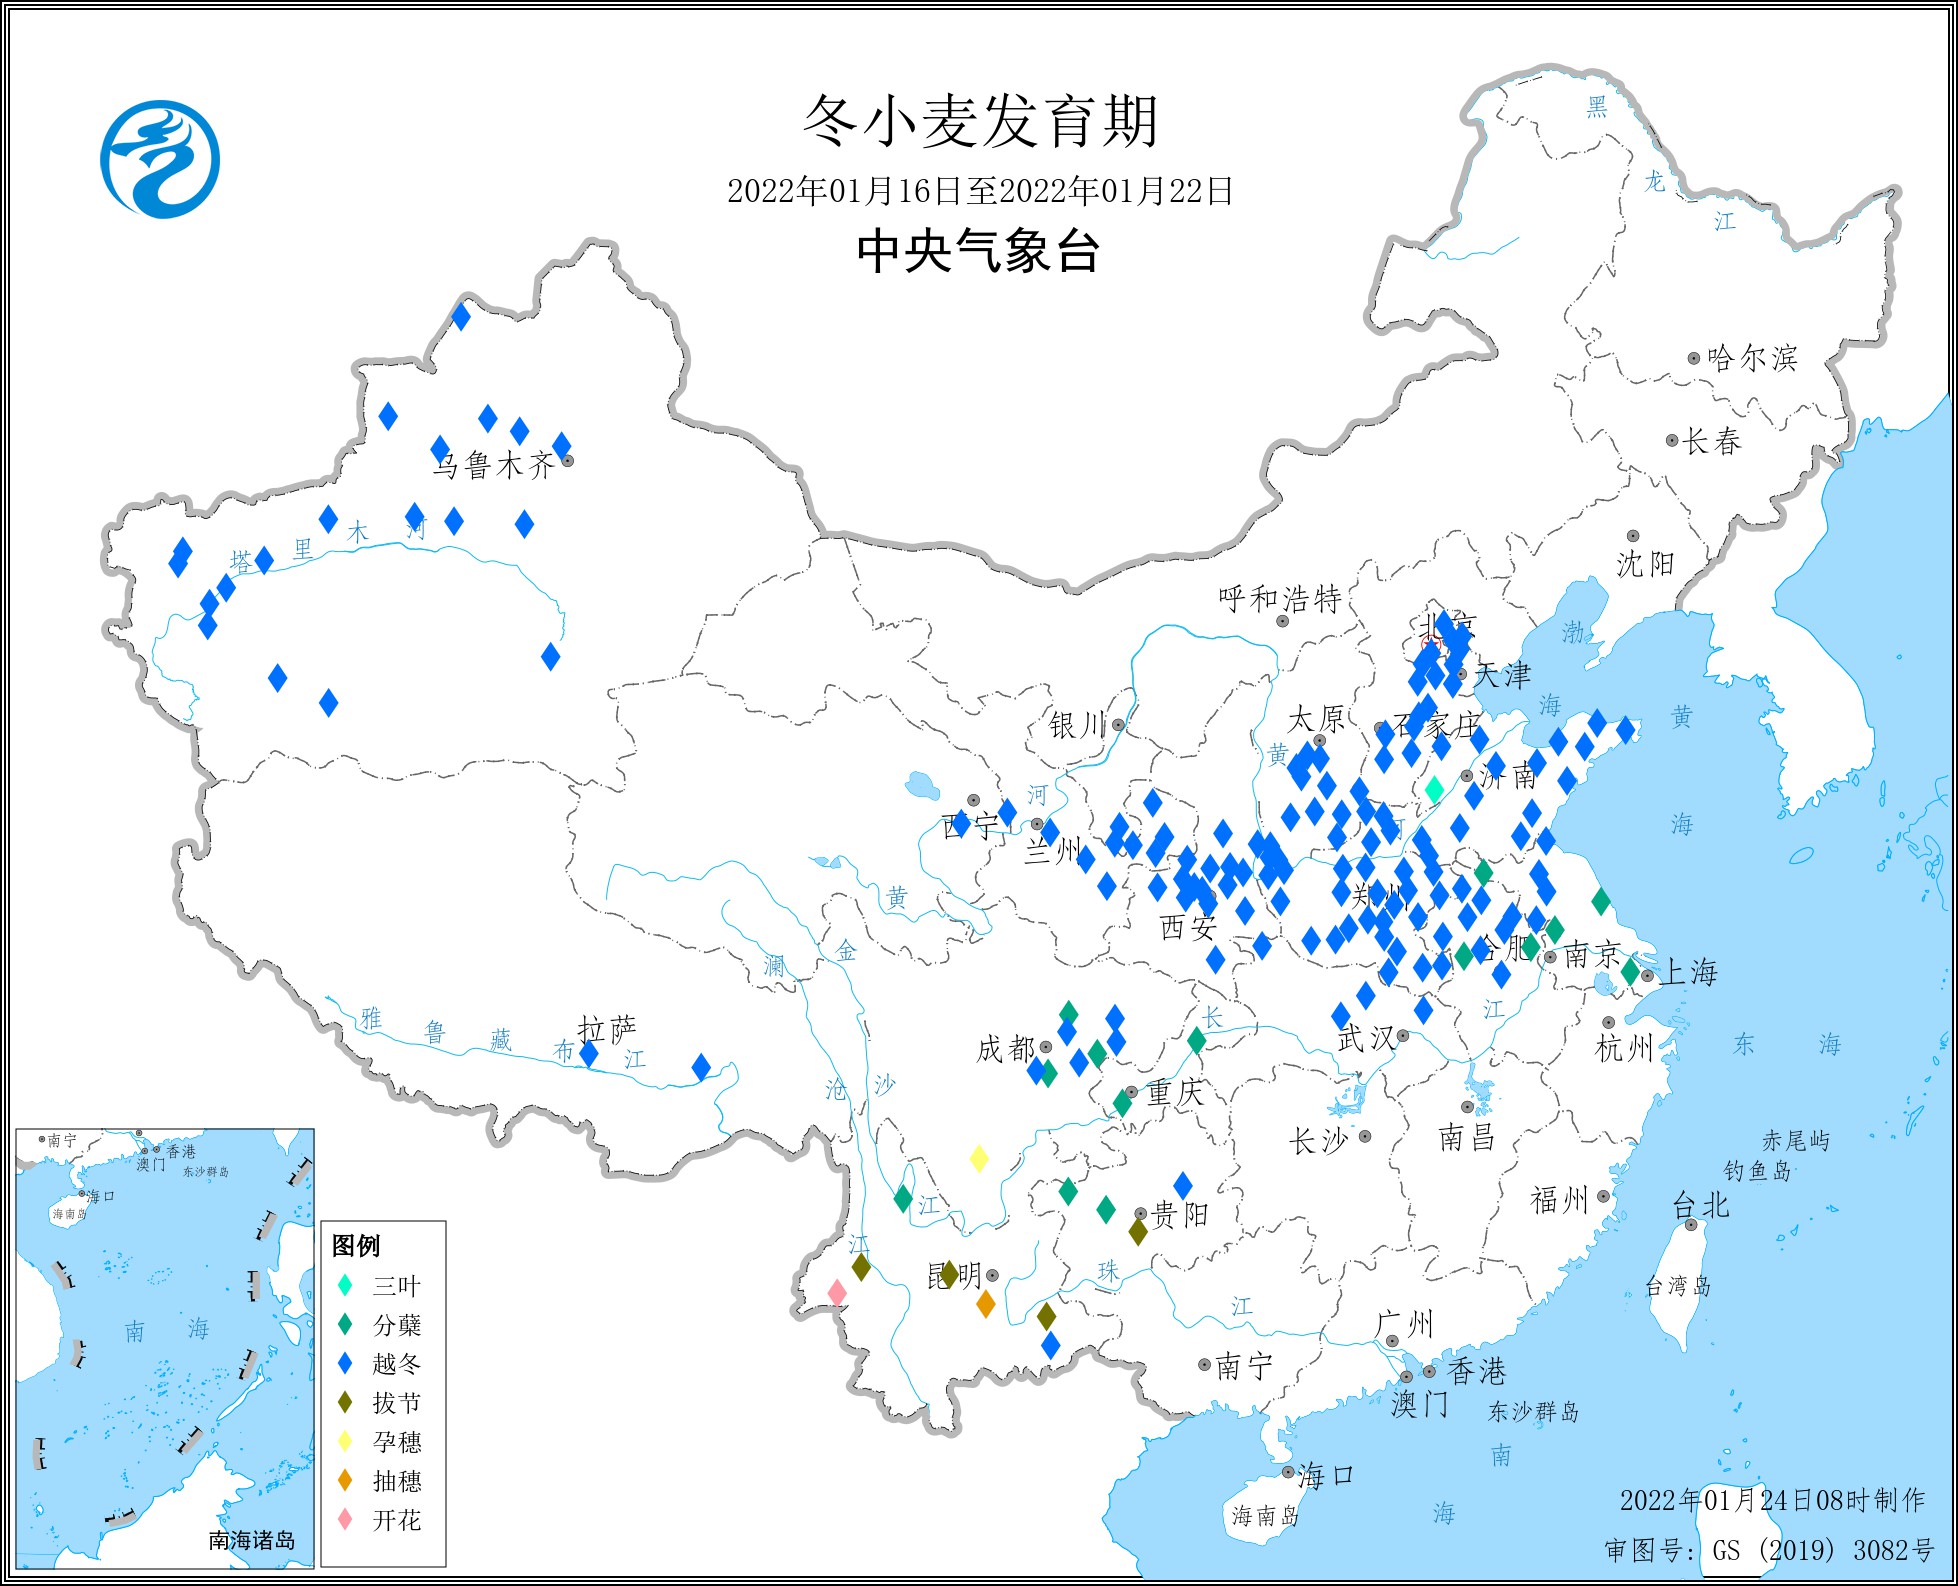 冬小麦发育期
2022年01月16日至2022年01月22日
中央气象台
黑
龙
江
哈尔滨
长春
沈阳
乌鲁木齐
塔
里
木
河
呼和浩特
北京
天津
渤
海
黄
海
银川
太原
石家庄
济南
黄
河
西宁
兰州
河
郑州
西安
黄
合肥
南京
上海
金
澜
雅
鲁
藏
布
江
拉萨
长
江
成都
武汉
杭州
东
海
沧
沙
重庆
长沙
南昌
赤尾屿
钓鱼岛
福州
台北
江
江
贵阳
昆明
珠
江
台湾岛
广州
南宁
香港
澳门
东沙群岛
南
海
海口
海南岛
南宁
香港
澳门
东沙群岛
海口
海南岛
南
海
南海诸岛
图例
三叶
分蘖
越冬
拔节
孕穗
抽穗
开花
2022年01月24日08时制作
审图号: GS (2019) 3082号